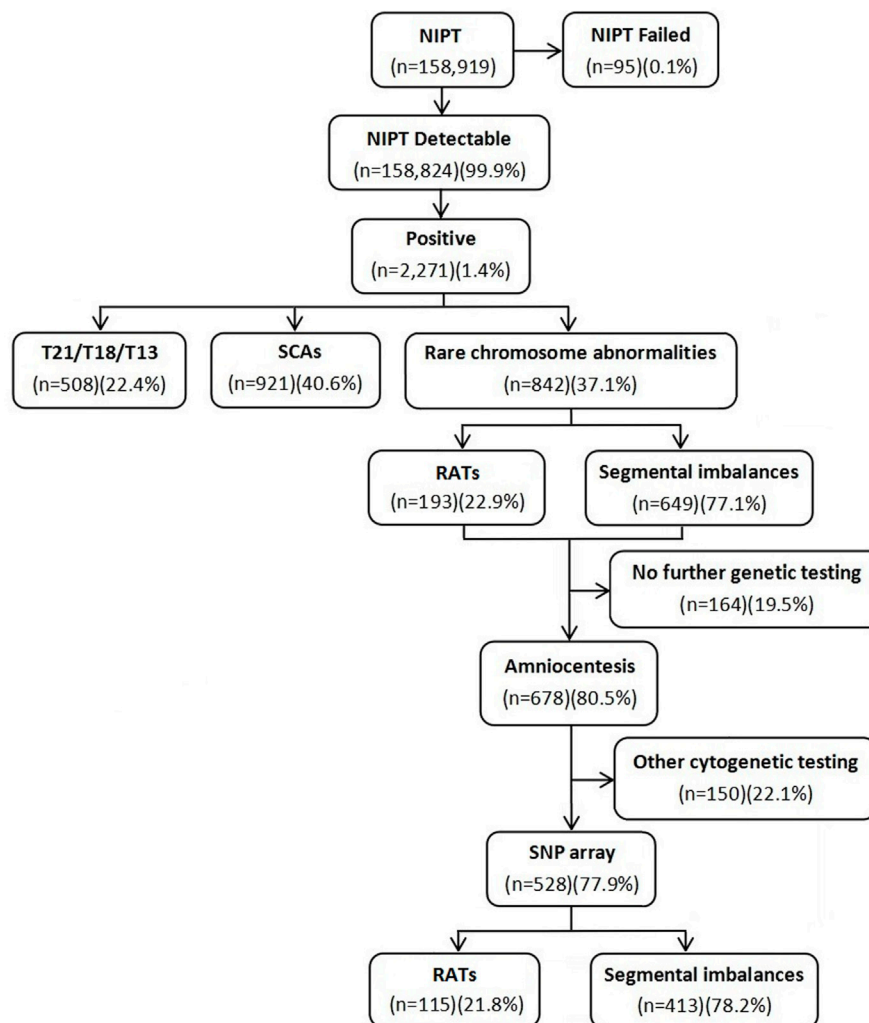 NIPT
(n=158,919)
NIPT Failed
(n=95)(0.1%)
NIPT Detectable
(n=158,824)(99.9%)
Positive
(n=2,271)(1.4%)
T21/T18/T13
(n=508)(22.4%)
SCAs
(n=921)(40.6%)
Rare chromosome abnormalities
(n=842)(37.1%)
RATs
(n=193)(22.9%)
Segmental imbalances
(n=649)(77.1%)
No further genetic testing
(n=164)(19.5%)
Amniocentesis
(n=678)(80.5%)
Other cytogenetic testing
(n=150)(22.1%)
SNP array
(n=528)(77.9%)
RATs
(n=115)(21.8%)
Segmental imbalances
(n=413)(78.2%)